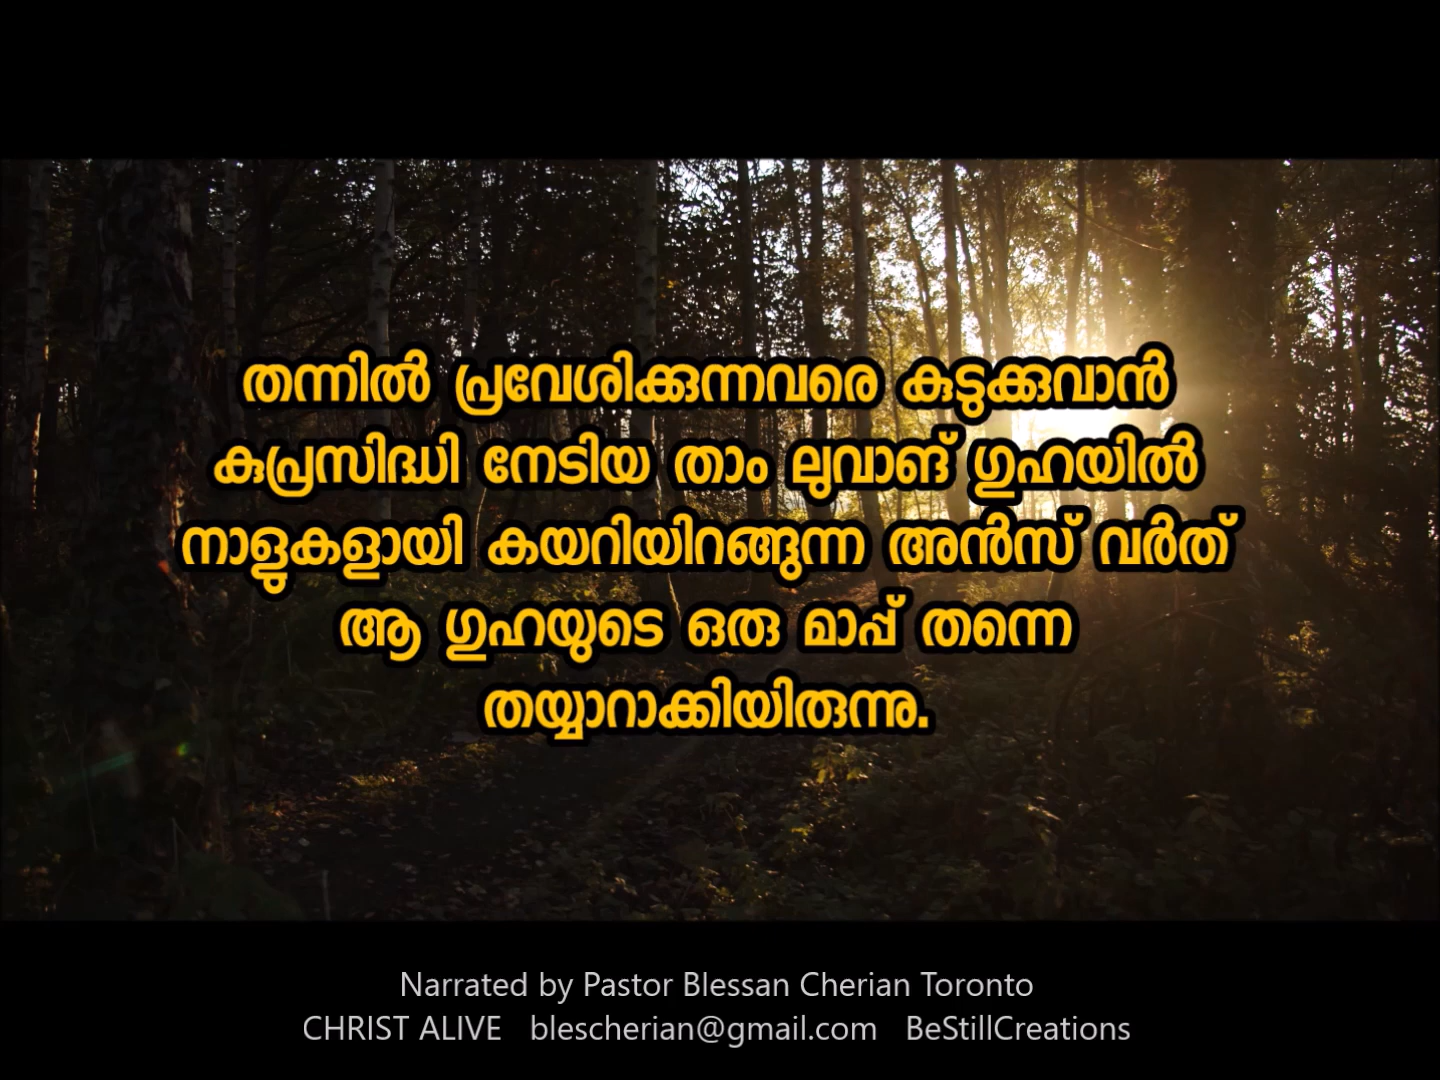 തന്നിൽ പ്രവേശിക്കുന്നവരെ കുടുക്കുവാൻ
കുപ്രസിദ്ധി നേടിയ താം ലുവാങ് ഗുഹയിൽ
നാളുകളായി കയറിയിറങ്ങുന്ന അൻസ് വർത്
ആ ഗുഹയുടെ ഒരു മാപ്പ് തന്നെ
തയ്യാറാക്കിയിരുന്നു.
Narrated by Pastor Blessan Cherian Toronto
CHRIST ALIVE blescherian@gmail.com BeStillCreations